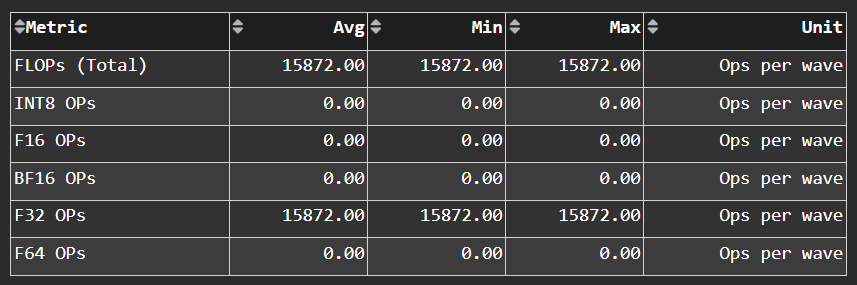 Metric Avg Min Max Unit
FLOPs (Total) 15872.00 15872.00 15872.00 Ops per wave
INT8 OPs 0.00 0.00 0.00 Ops per wave
F16 OPs 0.00 0.00 0.00 Ops per wave
BF16 OPs 0.00 0.00 0.00 Ops per wave
F32 OPs 15872.00 15872.00 15872.00 Ops per wave
F64 OPs 0.00 0.00 0.00 Ops per wave